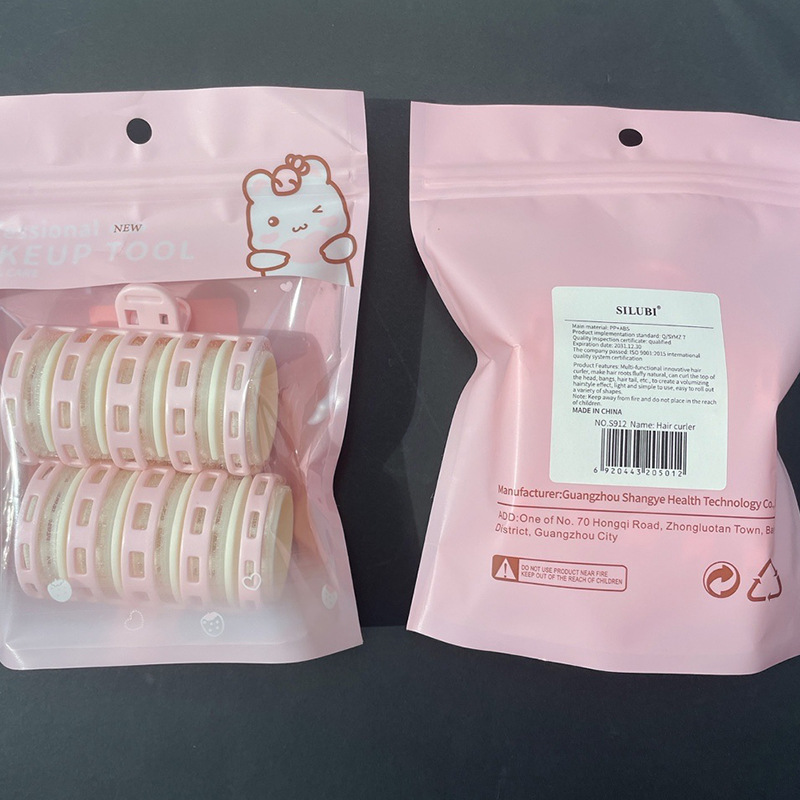 NEW
TOOL
SILUBI®
Main material: PP+ABS
Product implementation standard: Q/SYMZ 7
Quality inspection certificate: qualified
Expiration date: 2031.12.30
The company passed: ISO 9001:2015 international
quality system certification
Product Features: Multi-functional innovative hair
curler, make hair roots fluffy natural, can curl the top of
the head, bangs, hair tail, etc., to create a volumizing
hairstyle effect, light and simple to use, easy to roll out
a variety of shapes.
Note: Keep away from fire and do not place in the reach
of children.
MADE IN CHINA
NO.S912 Name: Hair curler
6 920443 205012
Manufacturer:Guangzhou Shangye Health Technology Co.,
ADD:One of No. 70 Hongqi Road, Zhongluotan Town,
District, Guangzhou City
DO NOT USE PRODUCT NEAR FIRE
KEEP OUT OF THE REACH OF CHILDREN